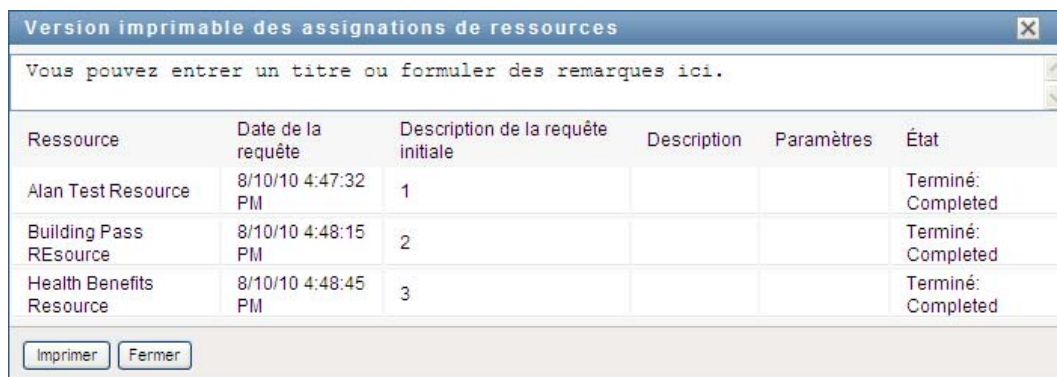 Version imprimable des assignations de ressources
Vous pouvez entrer un titre ou formuler des remarques ici.
Ressource Date de la requête Description de la requête initiale Description Paramètres État
Alan Test Resource 8/10/10 4:47:32 PM 1 Terminé: Completed
Building Pass REsource 8/10/10 4:48:15 PM 2 Terminé: Completed
Health Benefits Resource 8/10/10 4:48:45 PM 3 Terminé: Completed
Imprimer Fermer